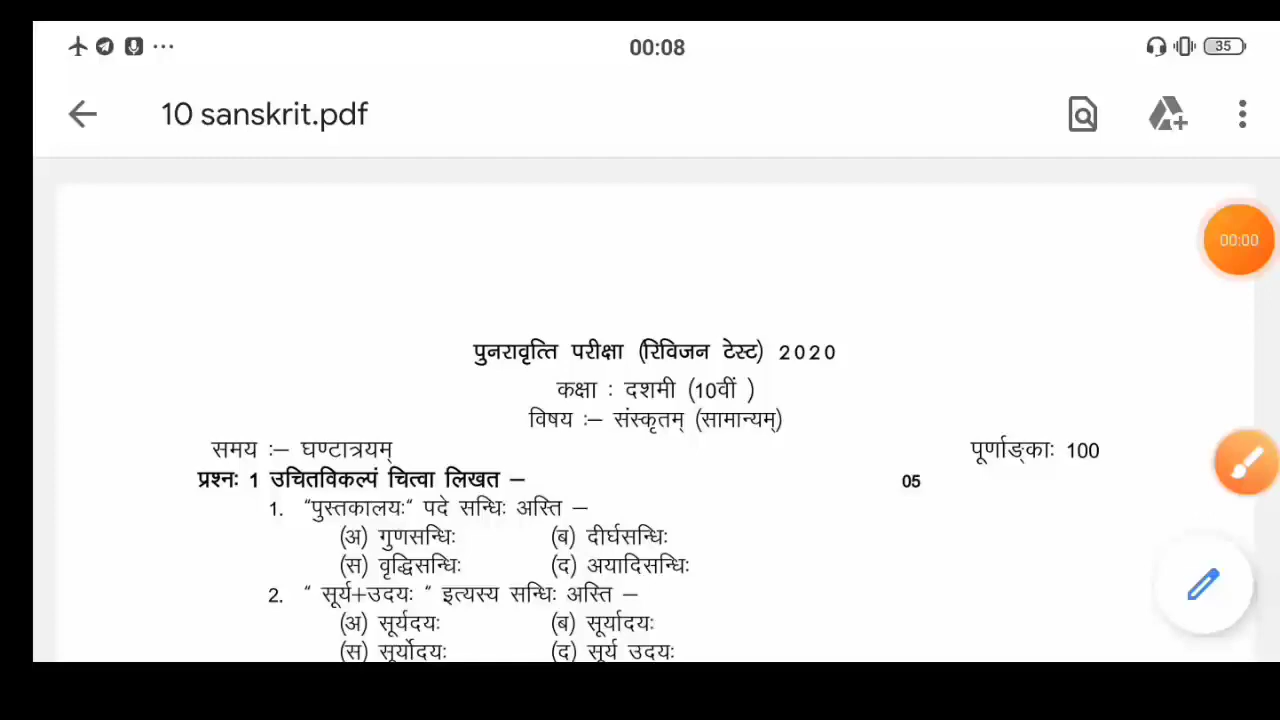 00:08
35
10 sanskrit.pdf
00:00
पुनरावृत्ति परीक्षा (रिविजन टेस्ट) 2020
कक्षा : दशमी (10वीं )
विषय :– संस्कृतम् (सामान्यम्)
समय :– घण्टात्रयम् पूर्णाङ्काः 100
प्रश्नः 1 उचितविकल्पं चित्वा लिखत – 05
1. "पुस्तकालयः" पदे सन्धिः अस्ति –
(अ) गुणसन्धिः (ब) दीर्घसन्धिः
(स) वृद्धिसन्धिः (द) अयादिसन्धिः
2. " सूर्य+उदयः " इत्यस्य सन्धिः अस्ति –
(अ) सूर्यदयः (ब) सूर्यादयः
(स) सूर्योदयः (द) सूर्य उदयः